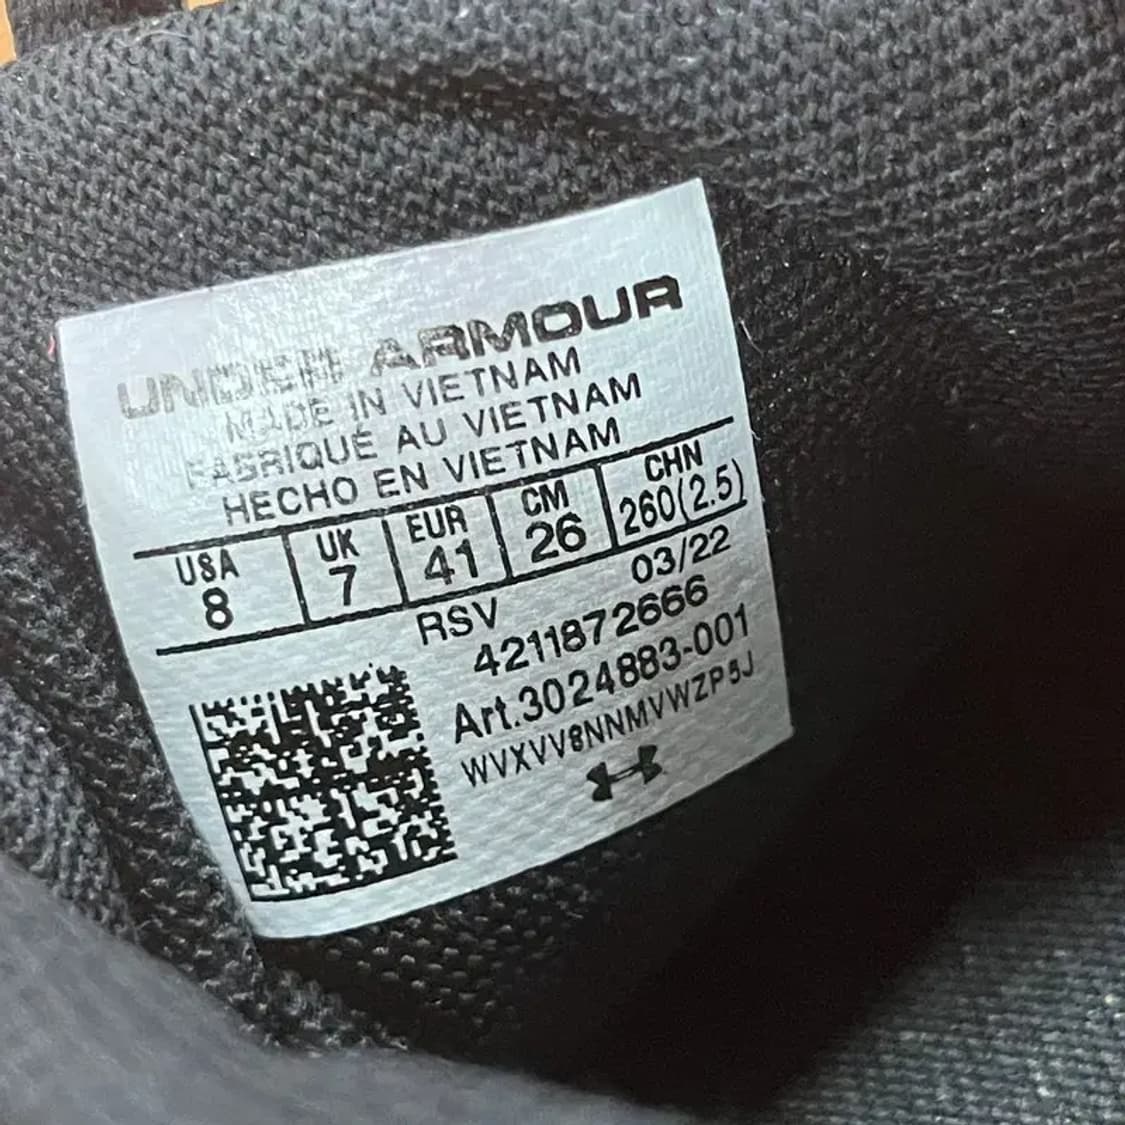 UNDER ARMOUR
MADE IN VIETNAM
FABRIQUÉ AU VIETNAM
HECHO EN VIETNAM
USA UK EUR CM CHN
8 7 41 26 260(2.5)
RSV 03/22
4211872666
Art.3024883-001
WVXVV8NNMVWZP5J